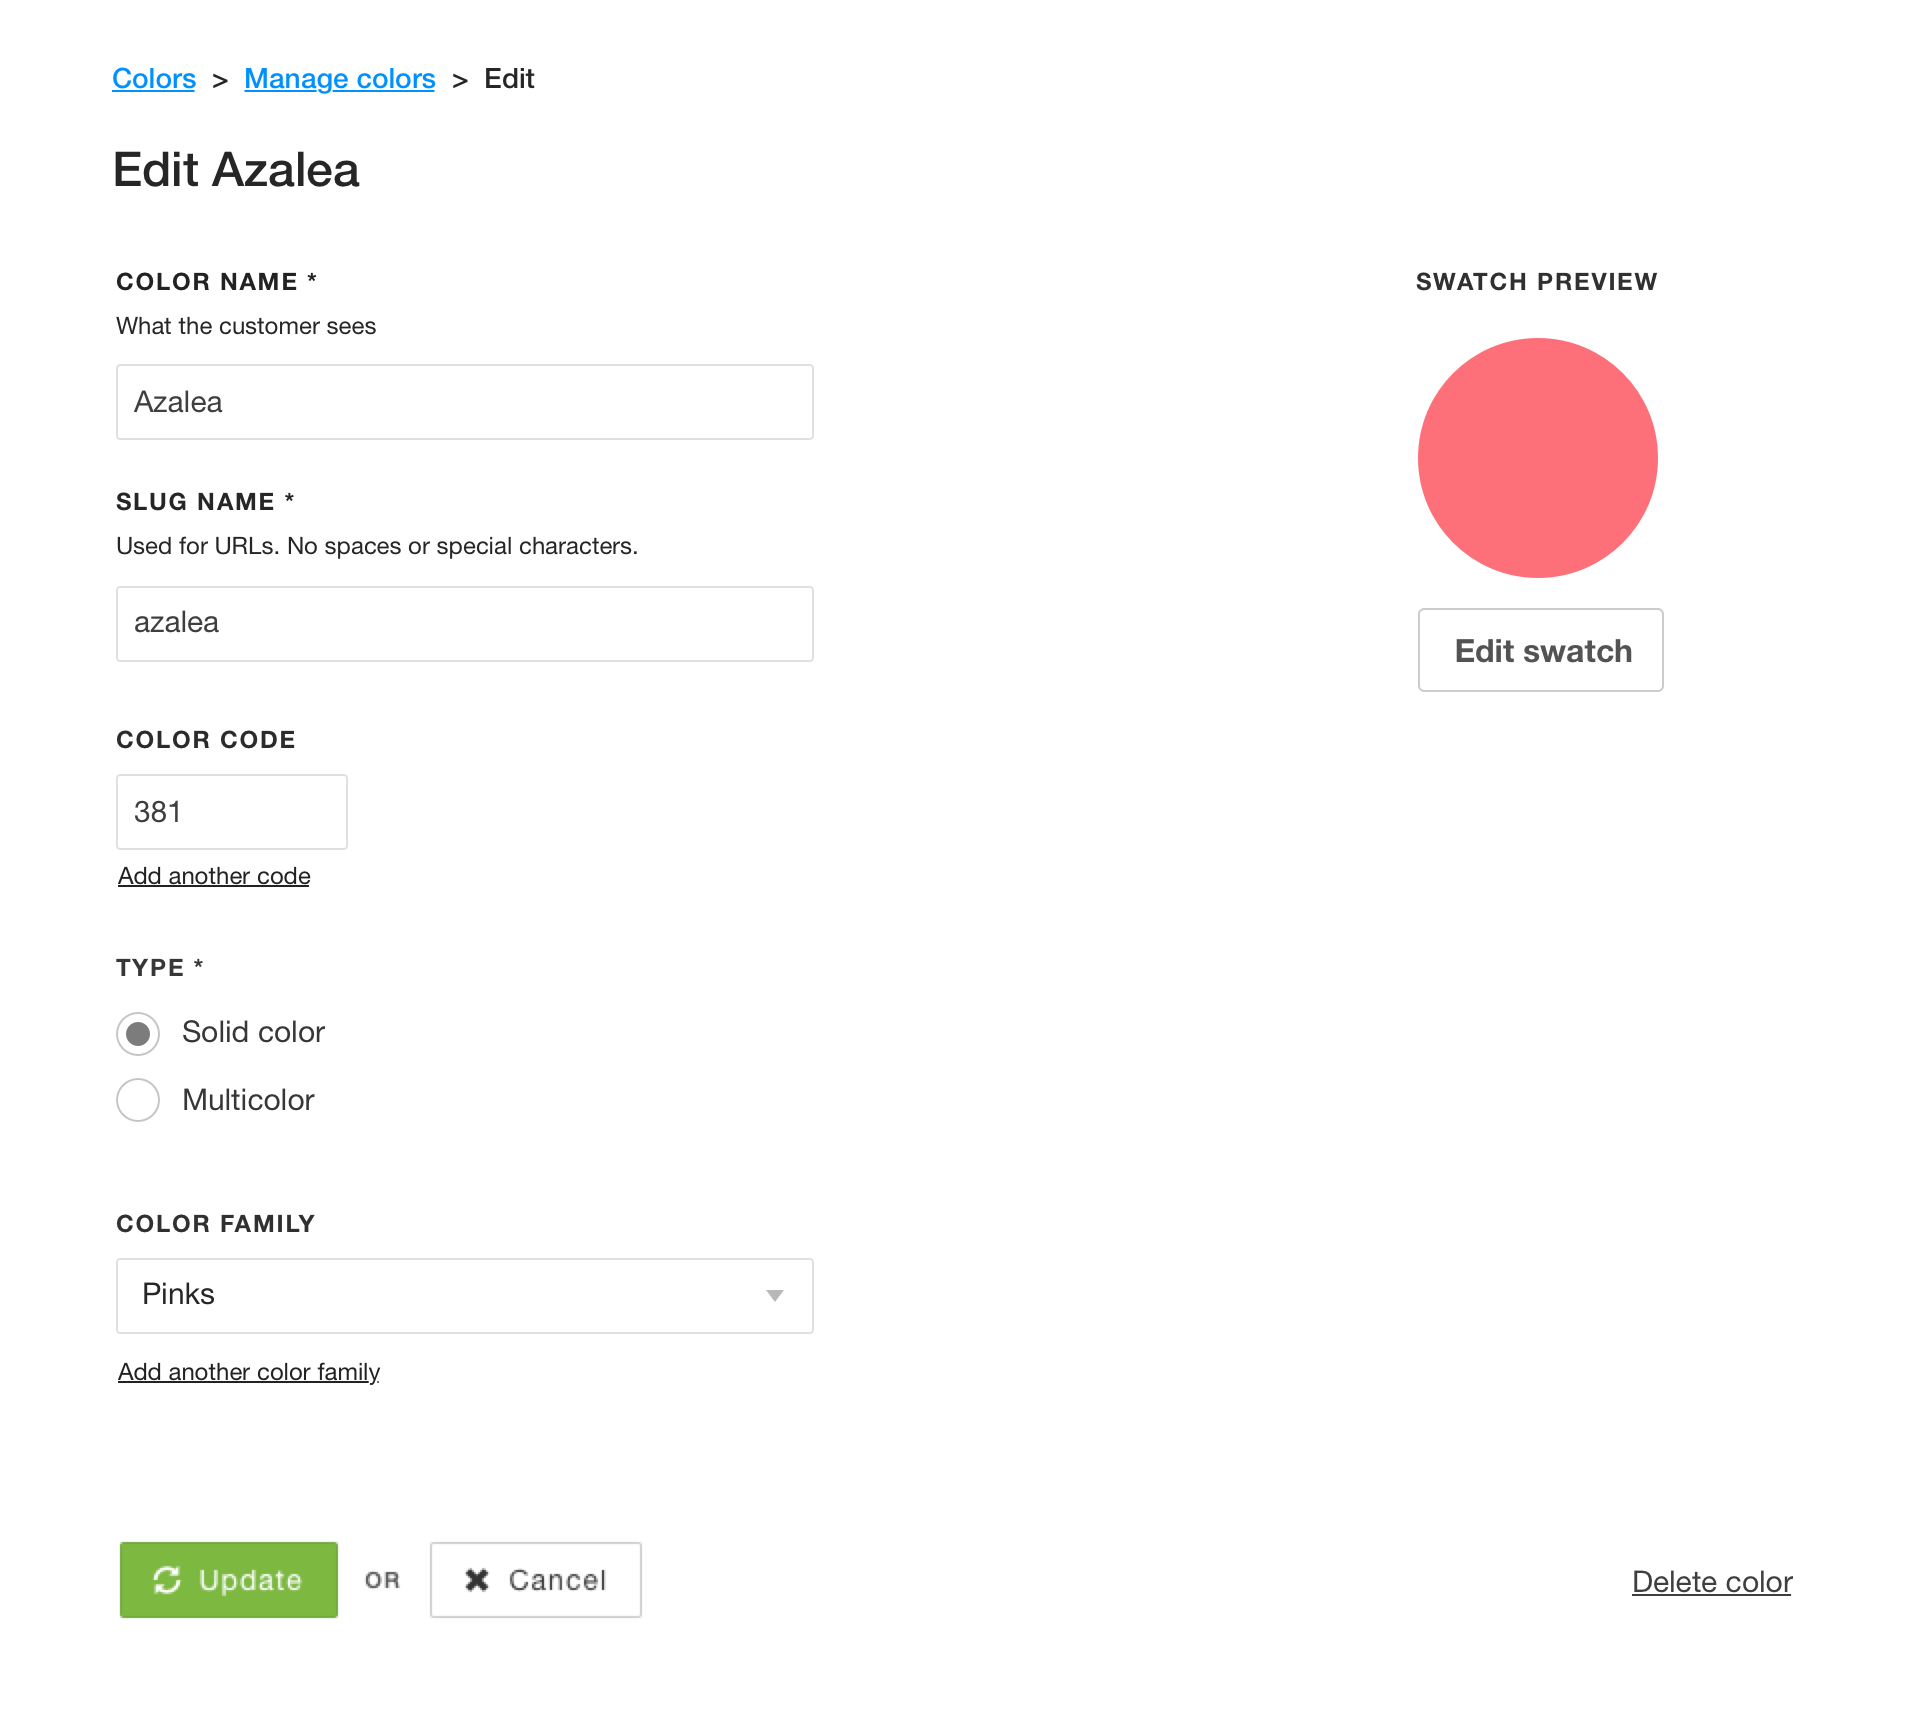 Colors > Manage colors > Edit
Edit Azalea
COLOR NAME *
What the customer sees
Azalea
SLUG NAME *
Used for URLs. No spaces or special characters.
azalea
COLOR CODE
381
Add another code
TYPE *
Solid color
Multicolor
COLOR FAMILY
Pinks
Add another color family
SWATCH PREVIEW
Edit swatch
Update OR Cancel
Delete color